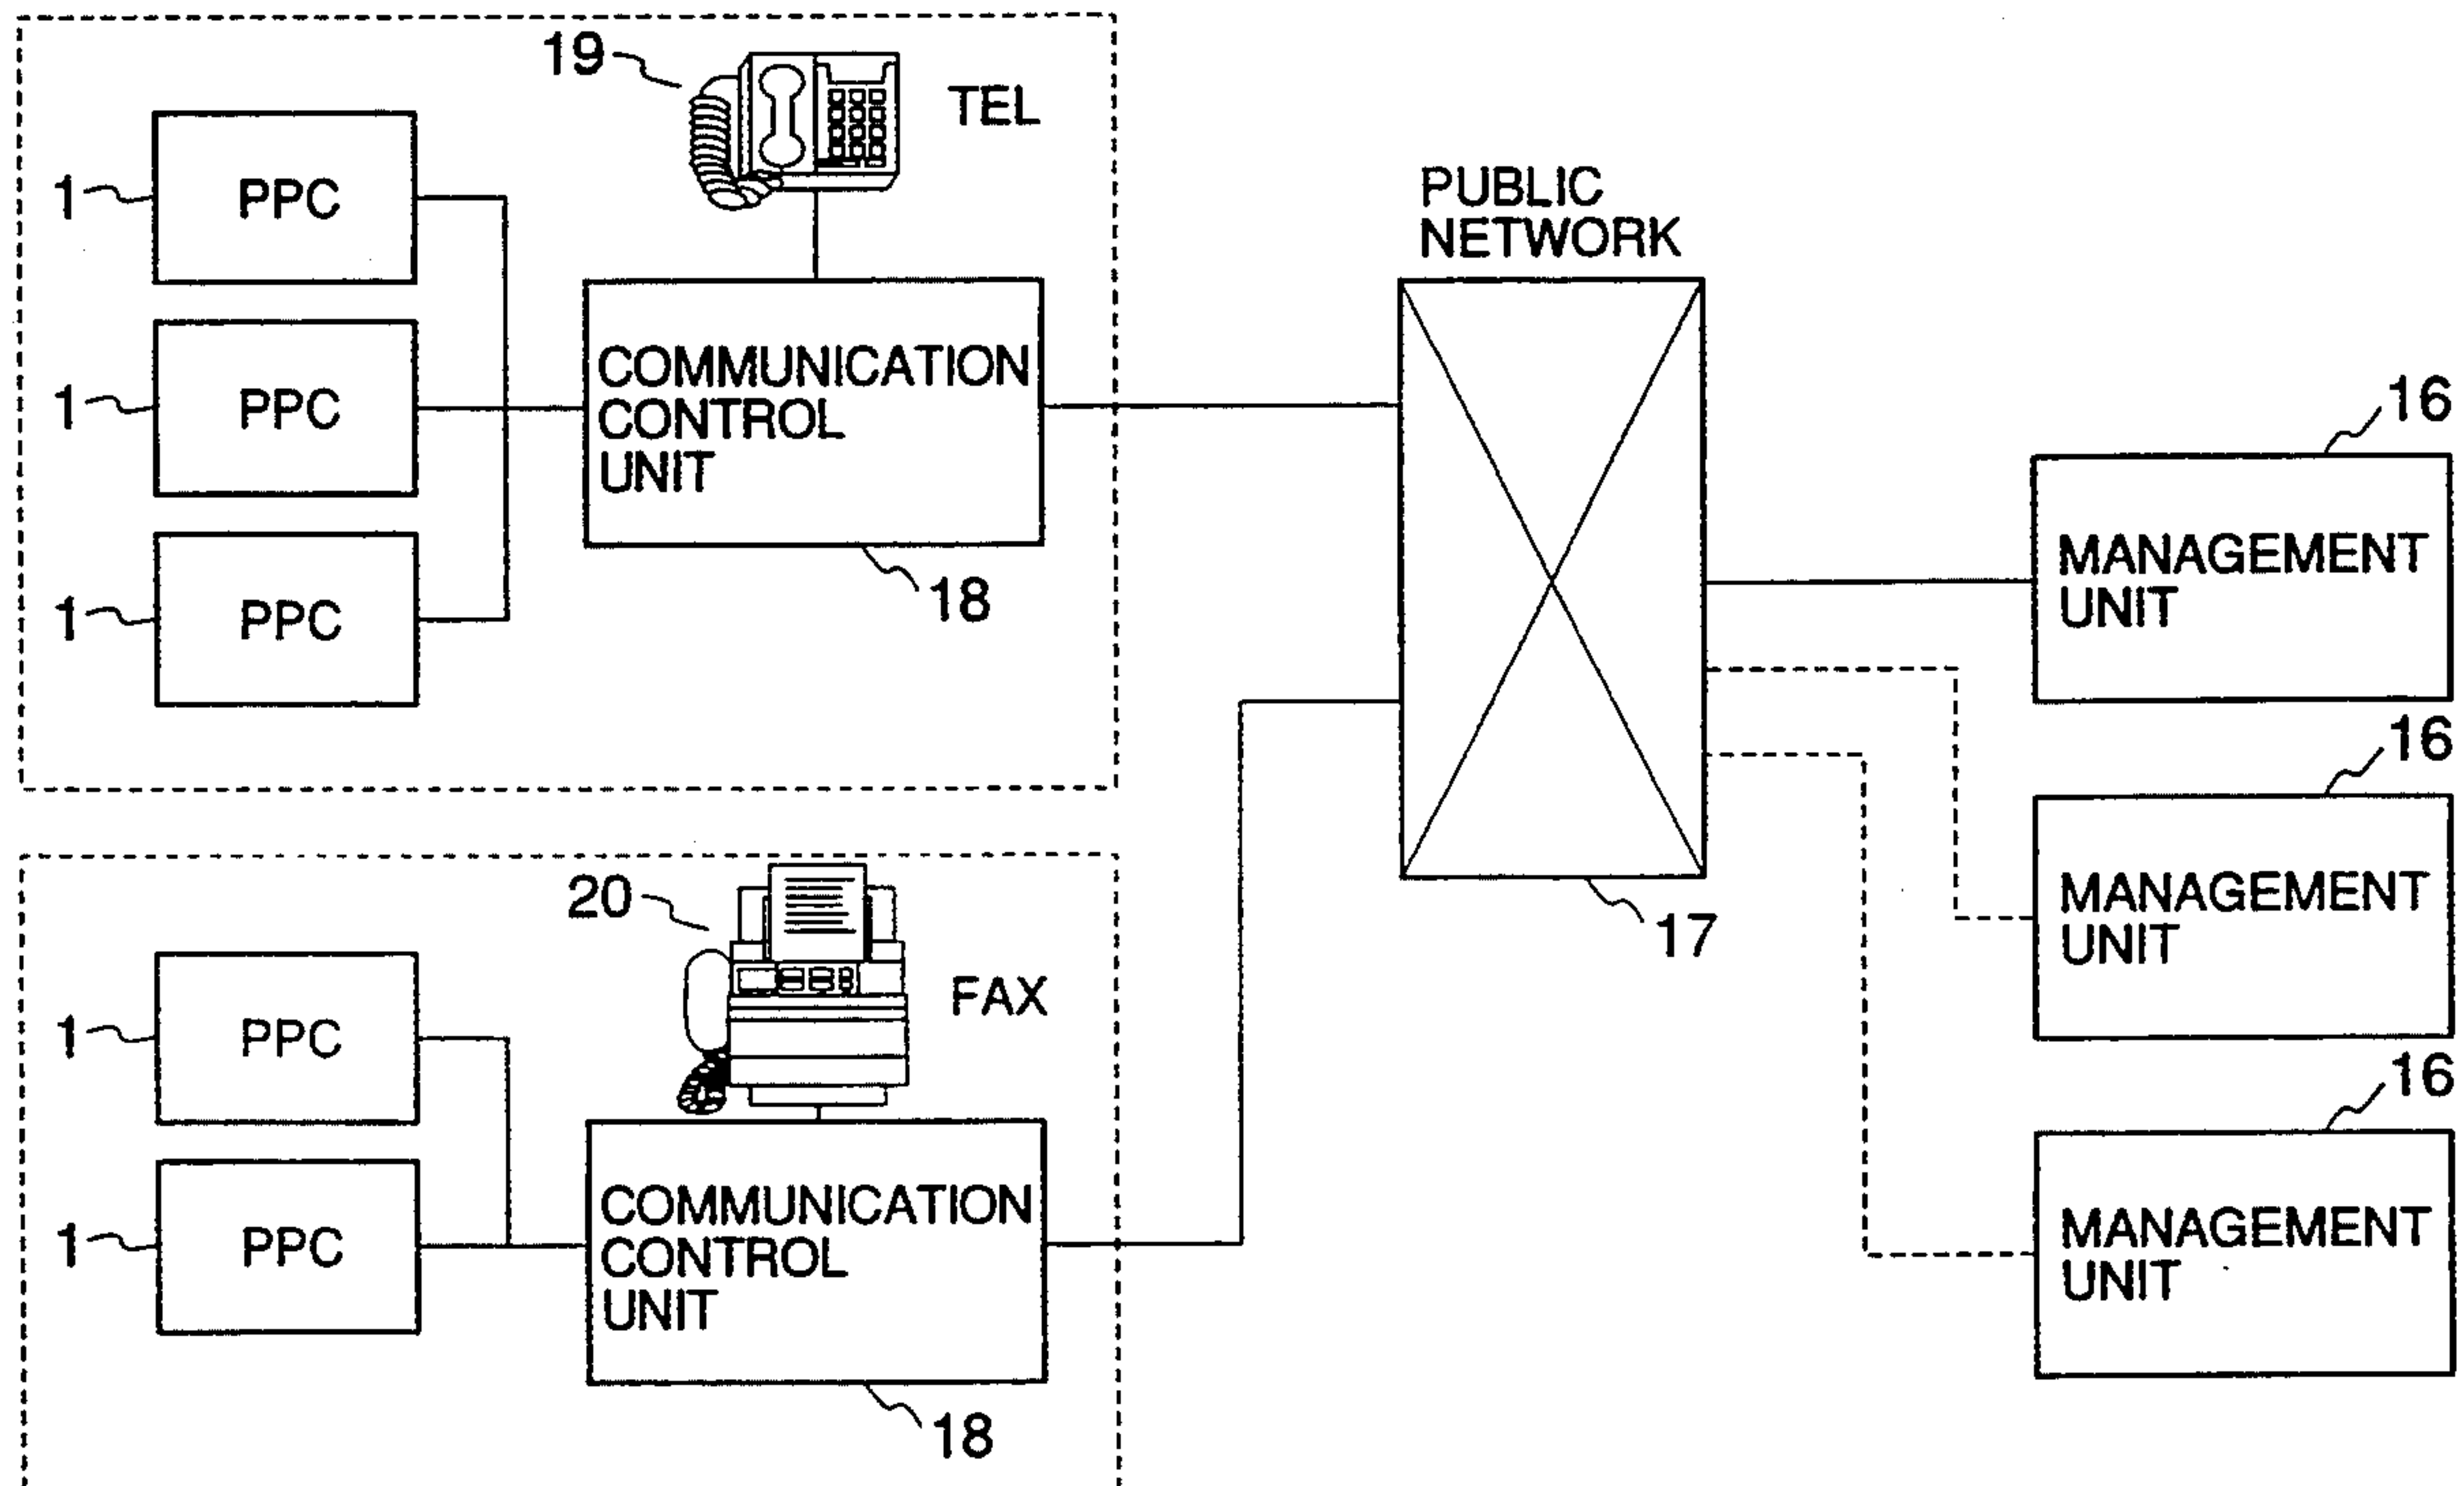 19
TEL
1
PPC
1
PPC
1
PPC
COMMUNICATION
CONTROL
UNIT
18
PUBLIC
NETWORK
17
16
MANAGEMENT
UNIT
16
MANAGEMENT
UNIT
16
MANAGEMENT
UNIT
20
FAX
1
PPC
1
PPC
COMMUNICATION
CONTROL
UNIT
18